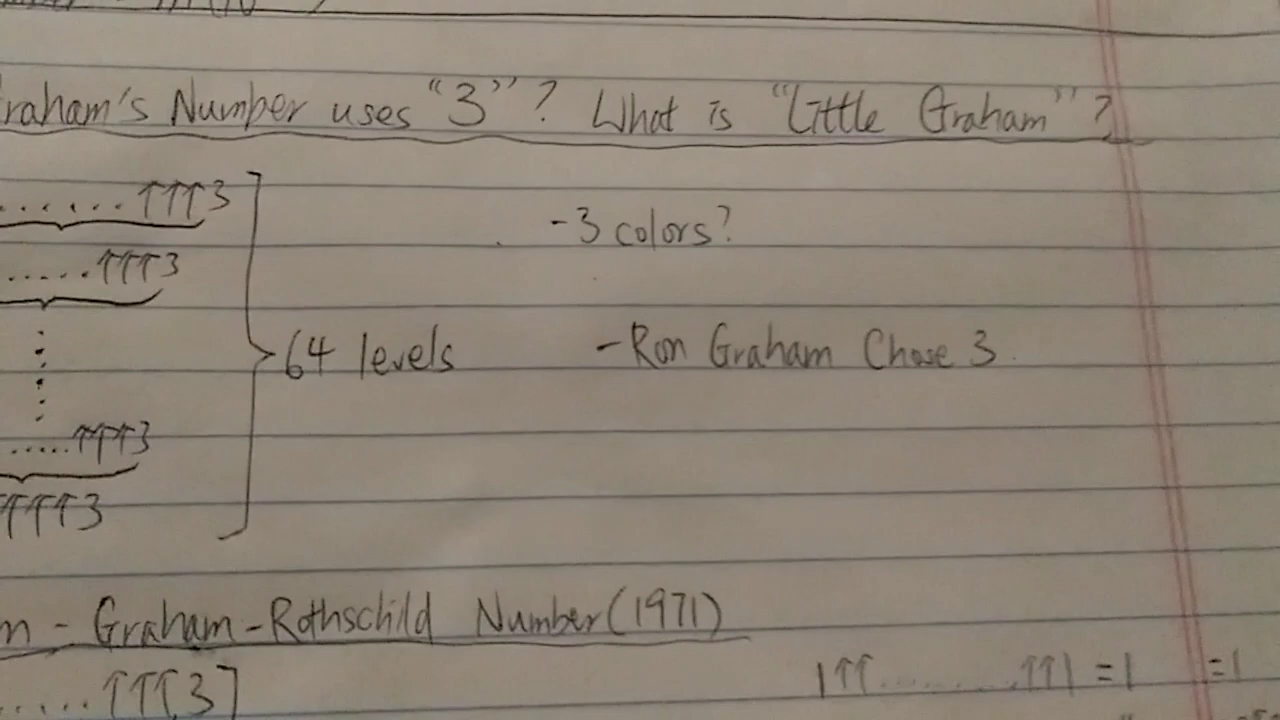 raham's Number uses "3"? What is "Little Graham"?
.......↑↑↑3
-3 colors?
.....↑↑↑3
64 levels
-Ron Graham Chose 3.
.....↑↑↑3
↑↑↑↑3
m - Graham-Rothschild Number (1971)
.....↑↑↑3
1↑↑.........↑↑1 =1 =1